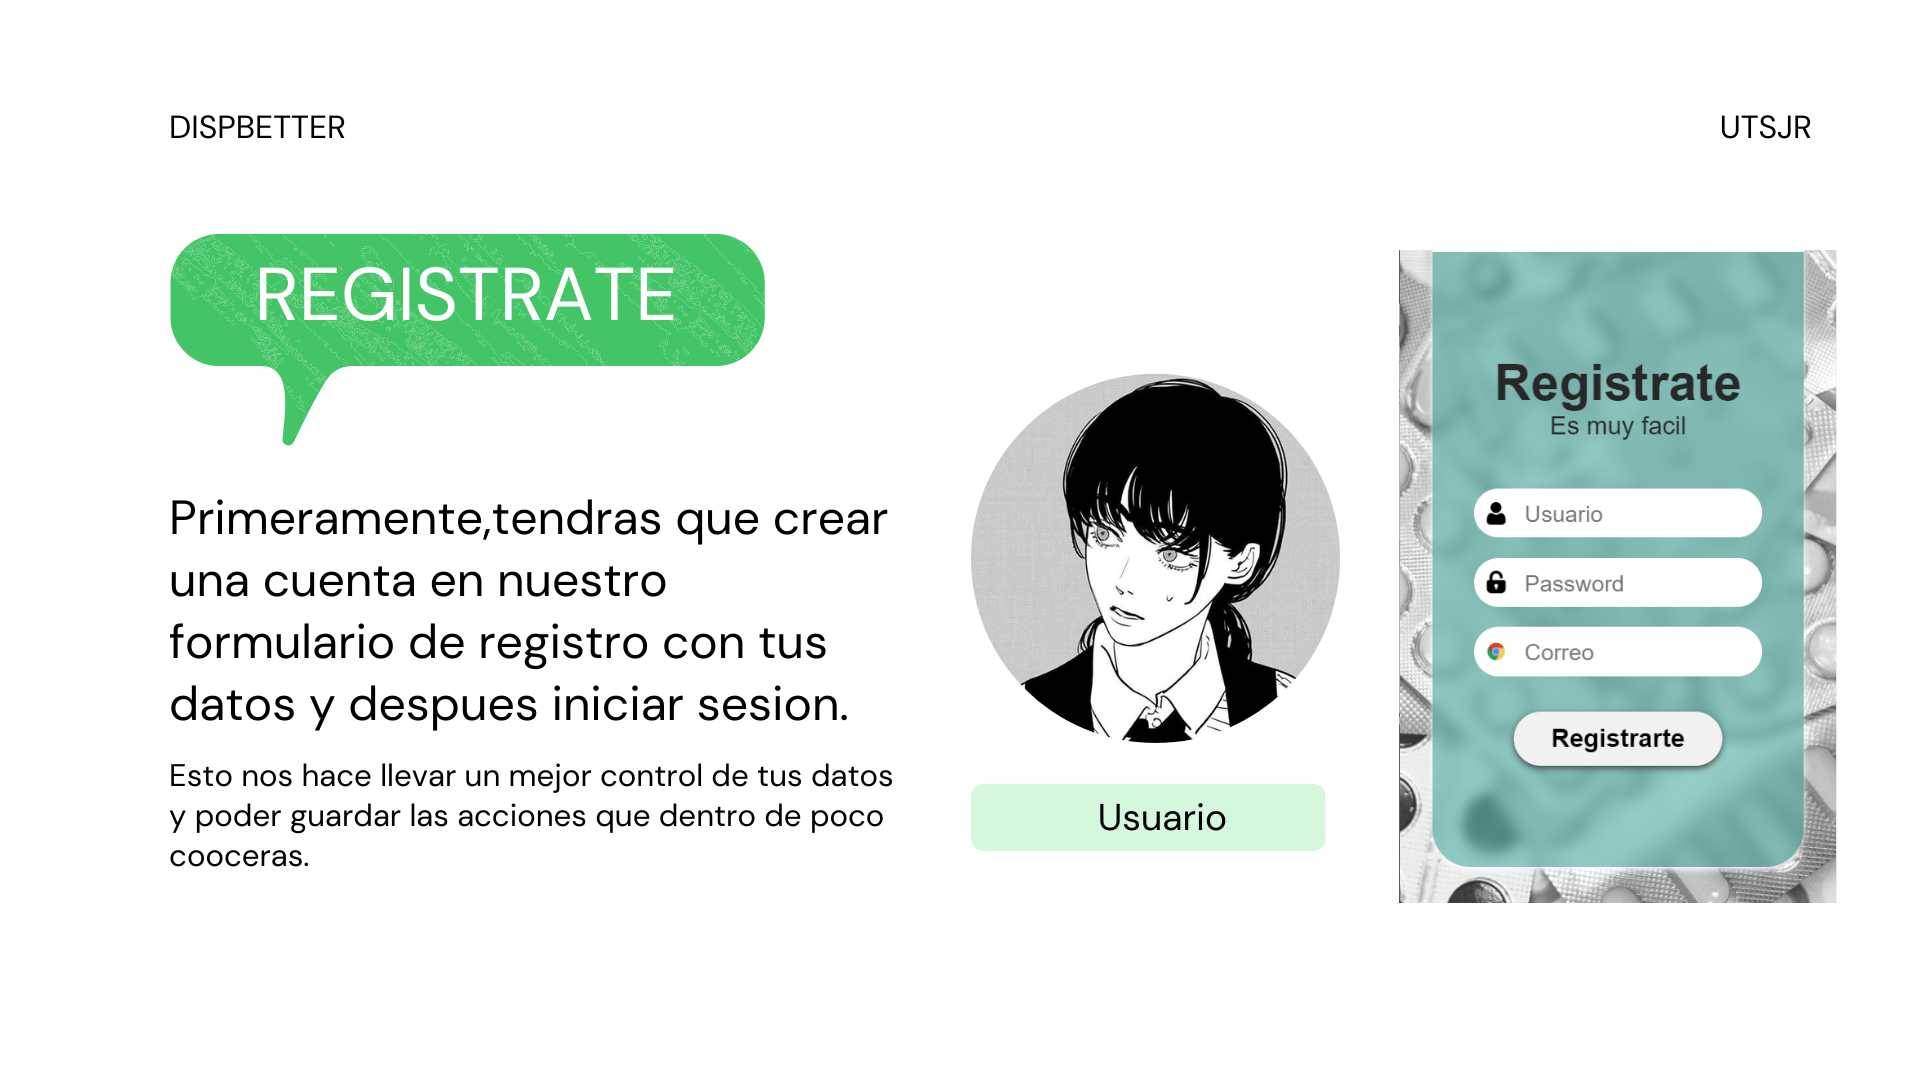 DISPBETTER
UTSJR
REGISTRATE
Primeramente,tendras que crear
una cuenta en nuestro
formulario de registro con tus
datos y despues iniciar sesion.
Esto nos hace llevar un mejor control de tus datos
y poder guardar las acciones que dentro de poco
cooceras.
Usuario
Registrate
Es muy facil
Usuario
Password
Correo
Registrarte